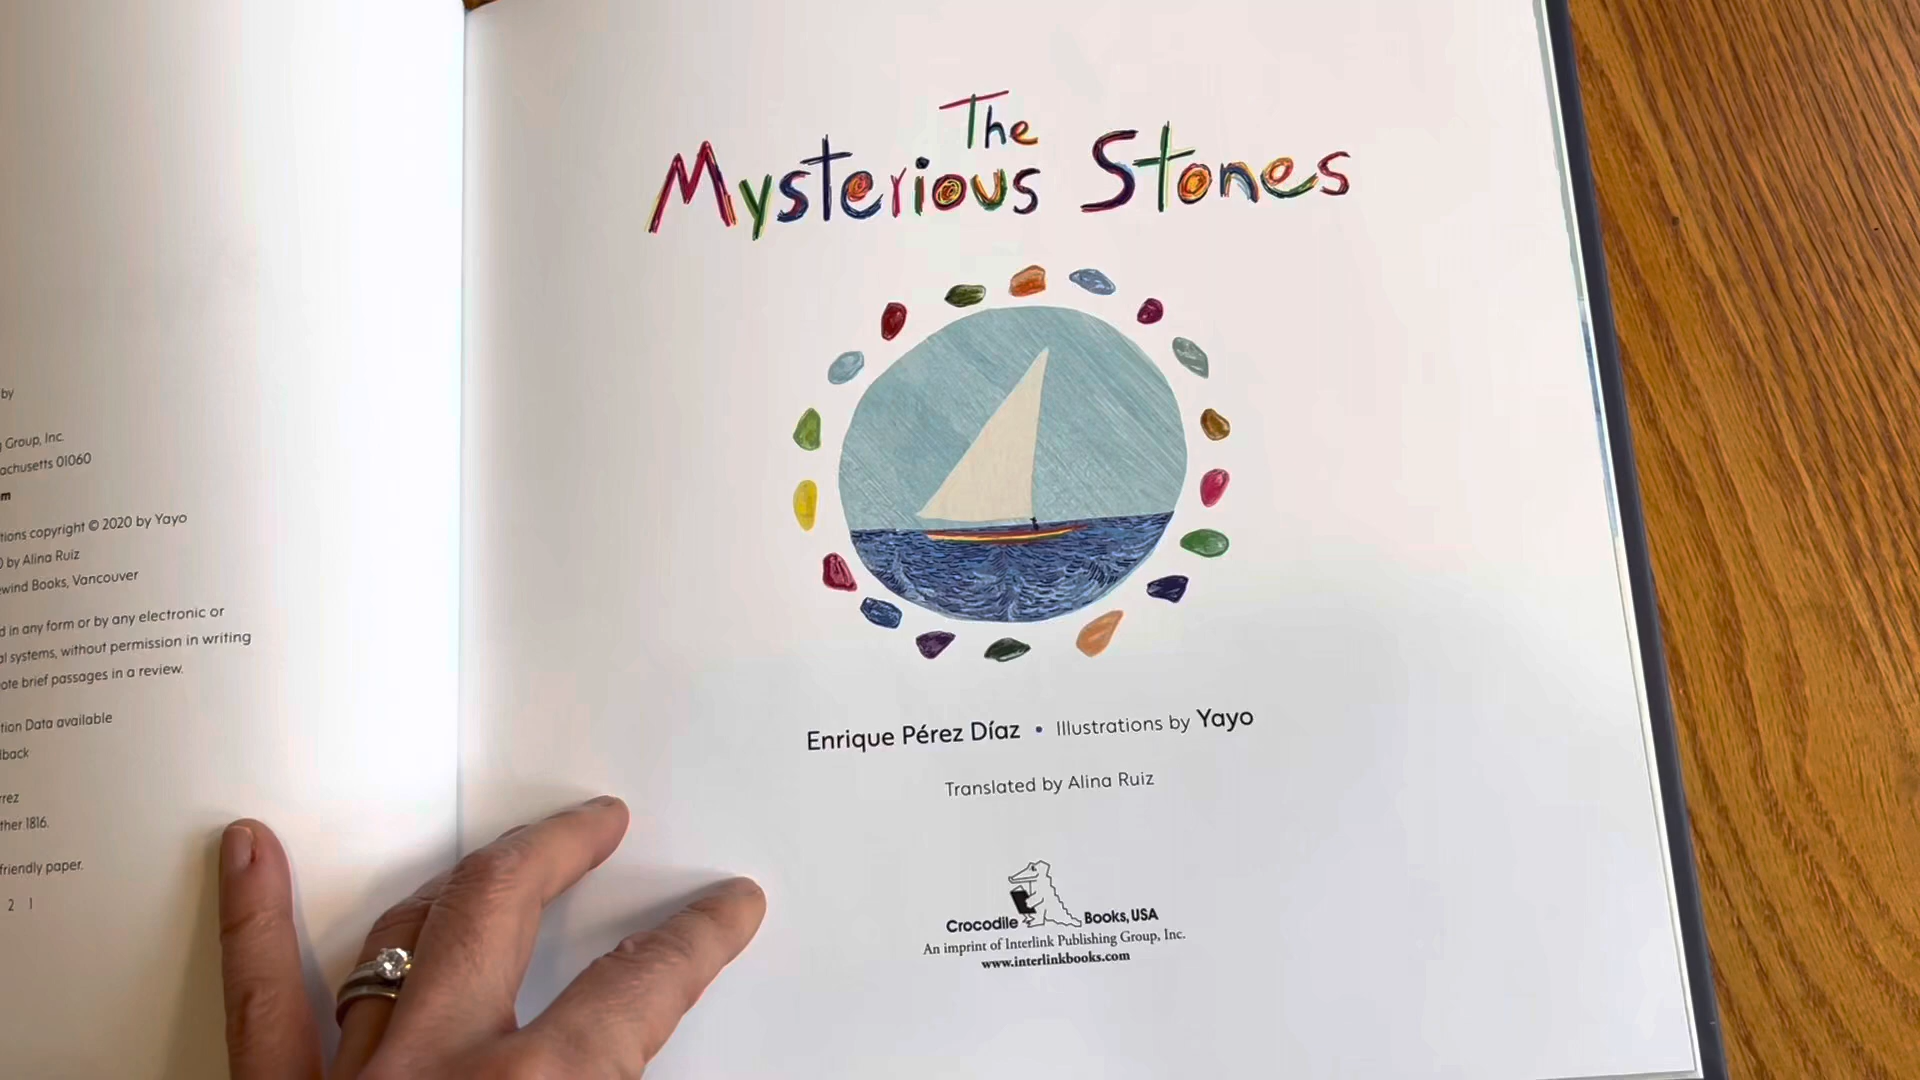 by
Group, Inc.
achusetts 01060
tions copyright © 2020 by Yayo
by Alina Ruiz
wind Books, Vancouver
d in any form or by any electronic or
al systems, without permission in writing
ote brief passages in a review.
tion Data available
back
rez
ther 1816.
friendly paper.
2 1
The
Mysterious Stones
Enrique Pérez Díaz • Illustrations by Yayo
Translated by Alina Ruiz
Crocodile Books, USA
An imprint of Interlink Publishing Group, Inc.
www.interlinkbooks.com